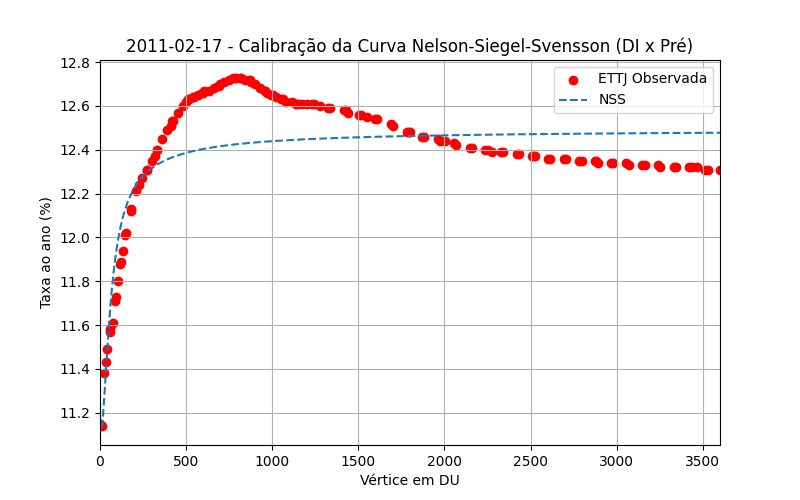 2011-02-17 - Calibração da Curva Nelson-Siegel-Svensson (DI x Pré)
ETTJ Observada
NSS
Taxa ao ano (%)
12.8
12.6
12.4
12.2
12.0
11.8
11.6
11.4
11.2
0 500 1000 1500 2000 2500 3000 3500
Vértice em DU